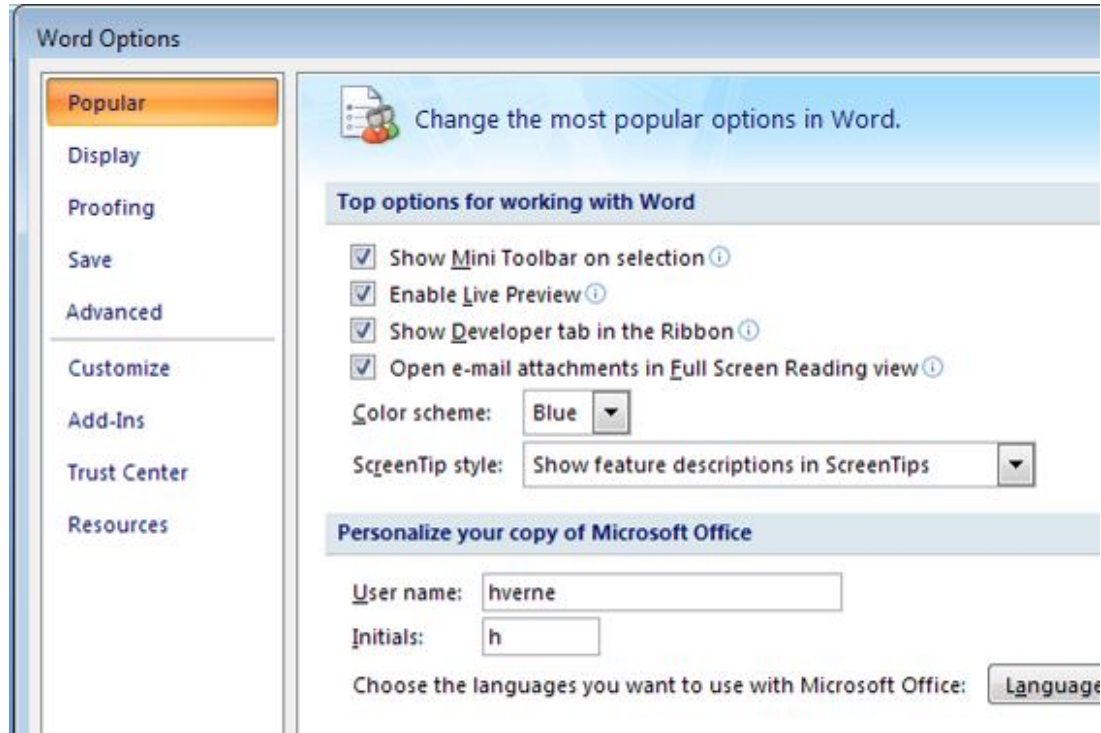 Word Options
Popular
Display
Proofing
Save
Advanced
Customize
Add-Ins
Trust Center
Resources
Change the most popular options in Word.
Top options for working with Word
Show Mini Toolbar on selection
Enable Live Preview
Show Developer tab in the Ribbon
Open e-mail attachments in Full Screen Reading view
Color scheme: Blue
ScreenTip style: Show feature descriptions in ScreenTips
Personalize your copy of Microsoft Office
User name: hverne
Initials: h
Choose the languages you want to use with Microsoft Office: Language